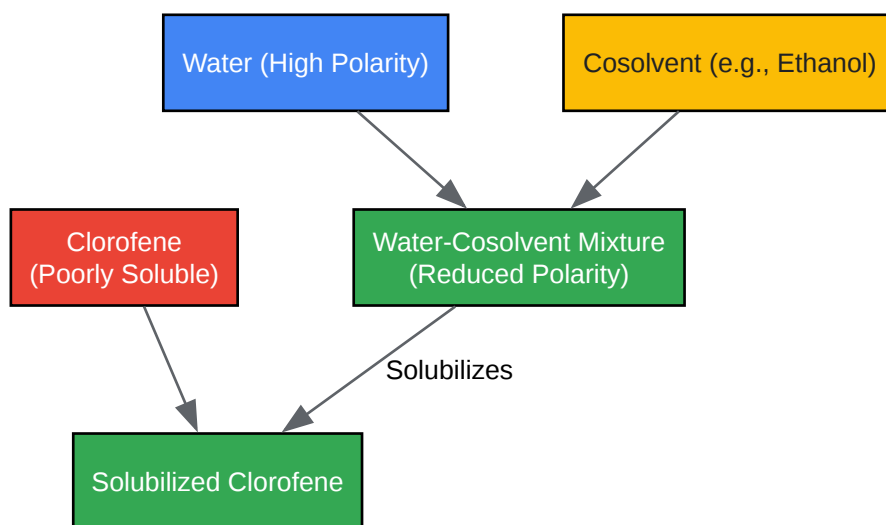 Water (High Polarity)
Cosolvent (e.g., Ethanol)
Clorofene
(Poorly Soluble)
Water-Cosolvent Mixture
(Reduced Polarity)
Solubilizes
Solubilized Clorofene